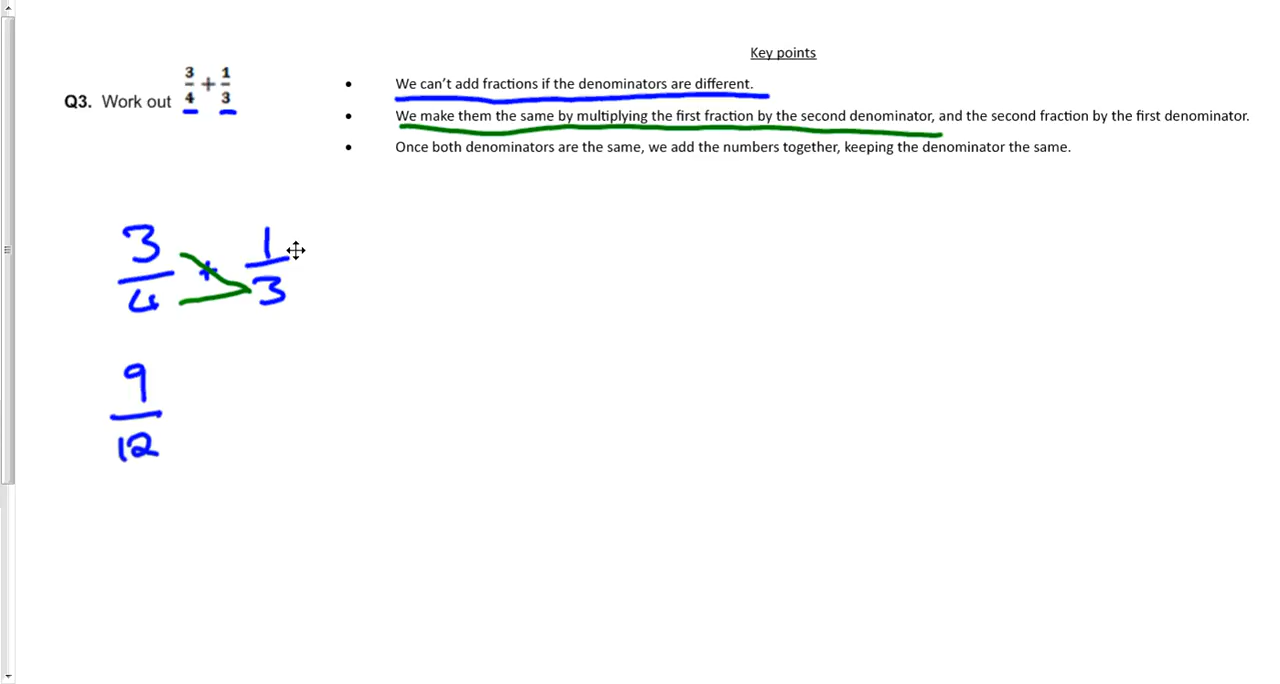 Key points
Q3. Work out 3/4 + 1/3
• We can't add fractions if the denominators are different.
• We make them the same by multiplying the first fraction by the second denominator, and the second fraction by the first denominator.
• Once both denominators are the same, we add the numbers together, keeping the denominator the same.
3/4 + 1/3
9/12